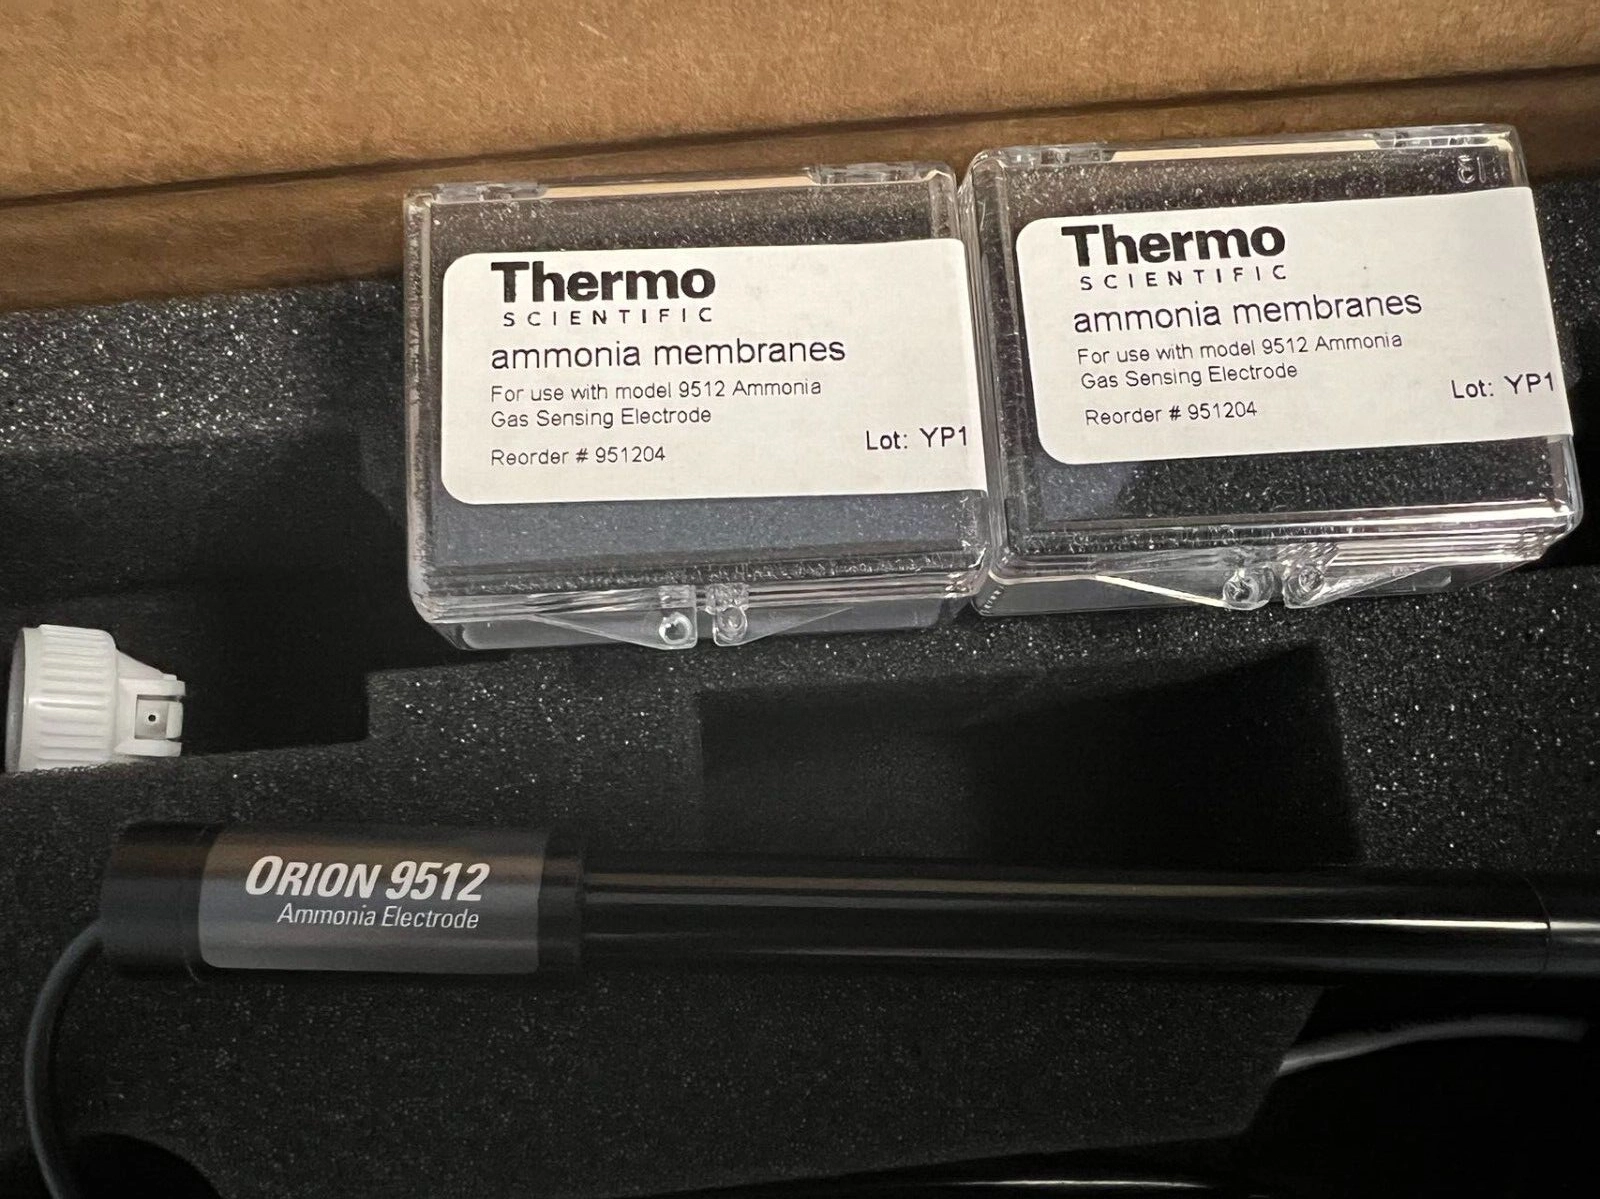 Thermo
SCIENTIFIC
ammonia membranes
For use with model 9512 Ammonia
Gas Sensing Electrode
Reorder # 951204
Lot: YP1
Thermo
SCIENTIFIC
ammonia membranes
For use with model 9512 Ammonia
Gas Sensing Electrode
Reorder # 951204
Lot: YP1
ORION 9512
Ammonia Electrode